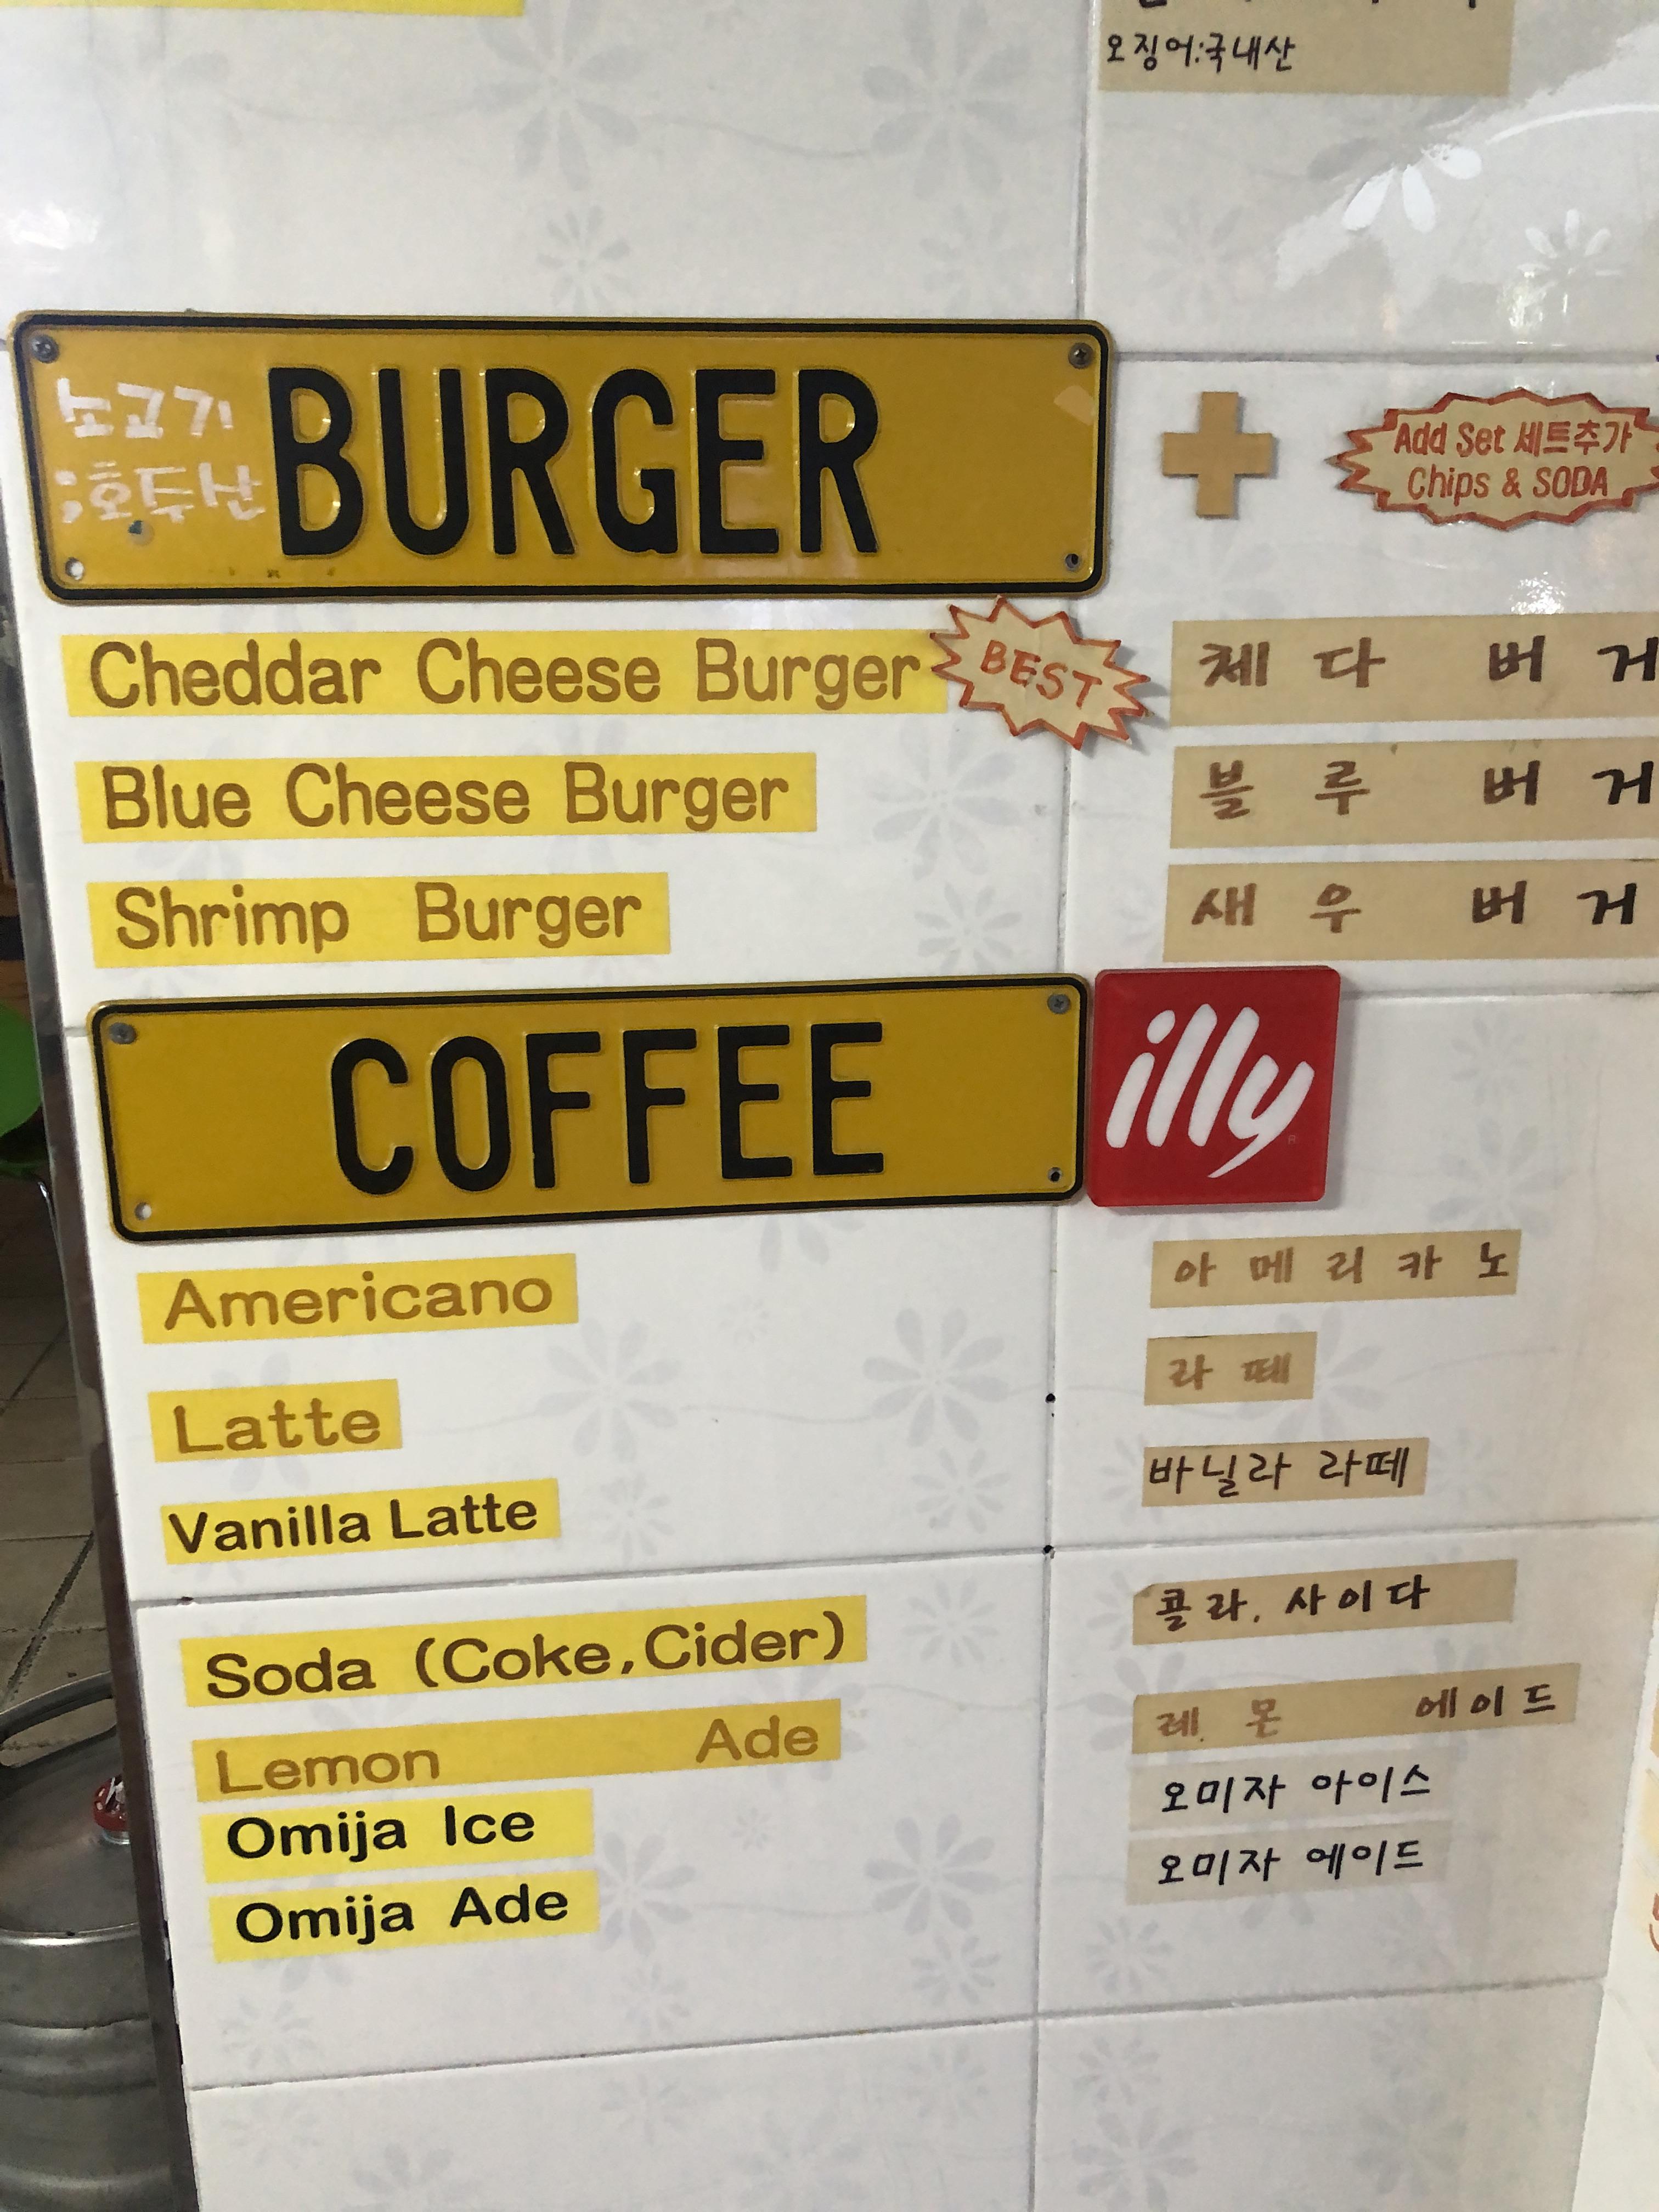 오징어:국내산
소고기
;호주산
BURGER
Add Set 세트추가
Chips & SODA
Cheddar Cheese Burger
BEST
체다 버거
Blue Cheese Burger
블루 버거
Shrimp Burger
새우 버거
COFFEE
illy
Americano
아메리카노
Latte
라떼
Vanilla Latte
바닐라 라떼
Soda (Coke,Cider)
콜라, 사이다
Lemon Ade
레몬 에이드
Omija Ice
오미자 아이스
Omija Ade
오미자 에이드